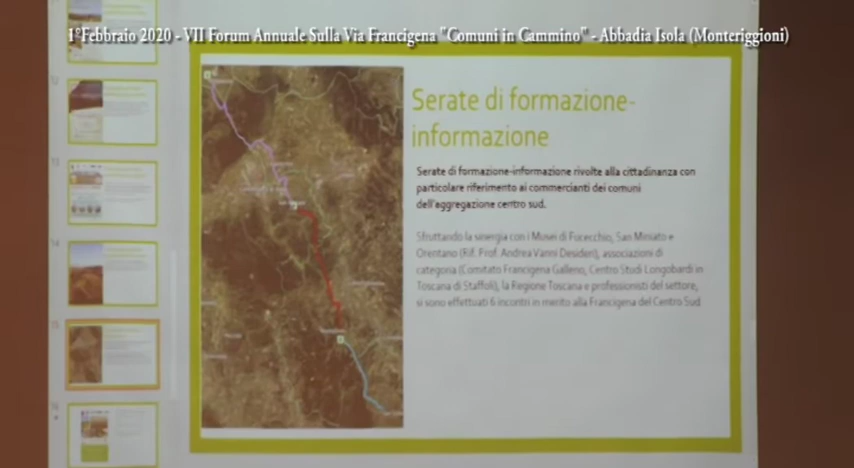 1°Febbraio 2020 - VII Forum Annuale Sulla Via Francigena "Comuni in Cammino" - Abbadia Isola (Monteriggioni)
Serate di formazione-
informazione
Serate di formazione-informazione rivolte alla cittadinanza con
particolare riferimento ai commercianti dei comuni
dell'aggregazione centro sud.
Sfruttando la sinergia con i Musei di Fucecchio, San Miniato e
Orentano (Rif. Prof. Andrea Vanni Desideri), associazioni di
categoria (Comitato Francigena Galleno, Centro Studi Longobardi in
Toscana di Staffoli), la Regione Toscana e professionisti del settore,
si sono effettuati 6 incontri in merito alla Francigena del Centro Sud